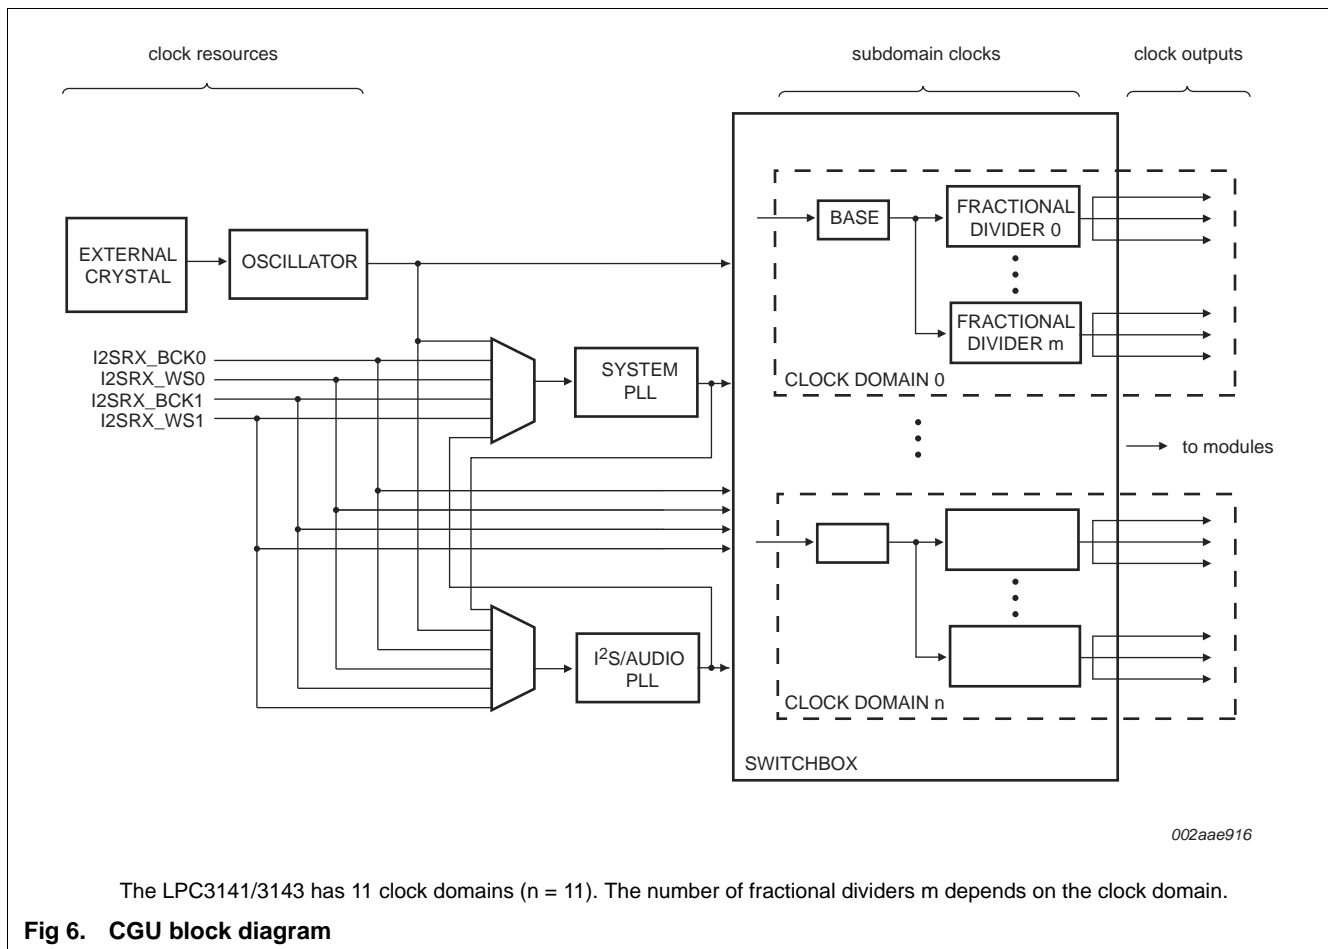 clock resources
subdomain clocks
clock outputs
EXTERNAL
CRYSTAL
OSCILLATOR
BASE
FRACTIONAL
DIVIDER 0
FRACTIONAL
DIVIDER m
CLOCK DOMAIN 0
I2SRX_BCK0
I2SRX_WS0
I2SRX_BCK1
I2SRX_WS1
SYSTEM
PLL
to modules
I²S/AUDIO
PLL
CLOCK DOMAIN n
SWITCHBOX
002aae916
The LPC3141/3143 has 11 clock domains (n = 11). The number of fractional dividers m depends on the clock domain.
Fig 6. CGU block diagram